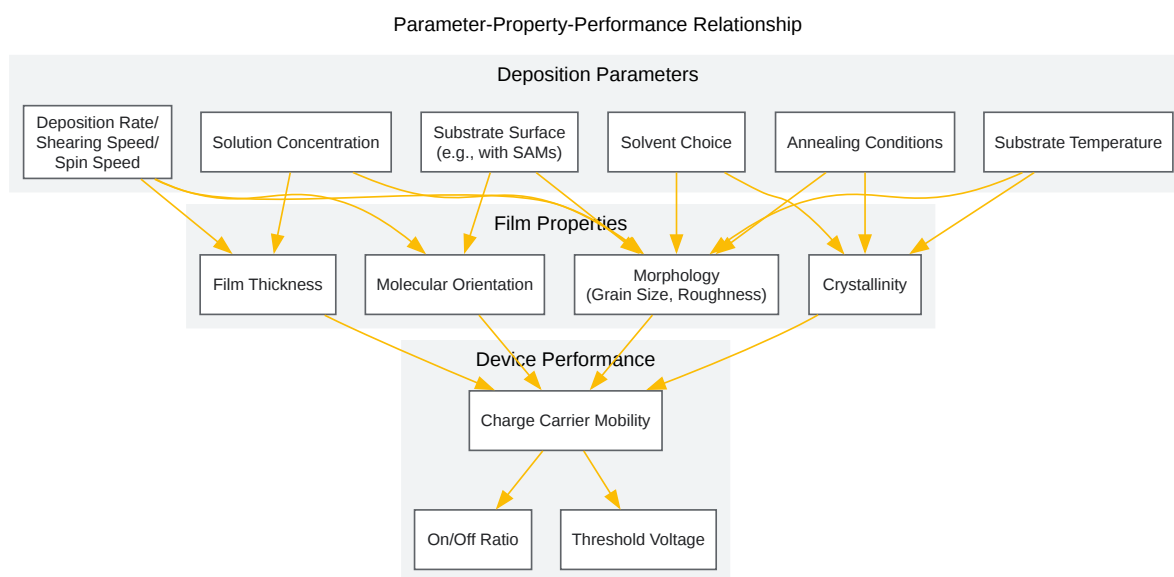 Parameter-Property-Performance Relationship
Deposition Parameters
Deposition Rate/
Shearing Speed/
Spin Speed
Solution Concentration
Substrate Surface
(e.g., with SAMs)
Solvent Choice
Annealing Conditions
Substrate Temperature
Film Properties
Film Thickness
Molecular Orientation
Morphology
(Grain Size, Roughness)
Crystallinity
Device Performance
Charge Carrier Mobility
On/Off Ratio
Threshold Voltage